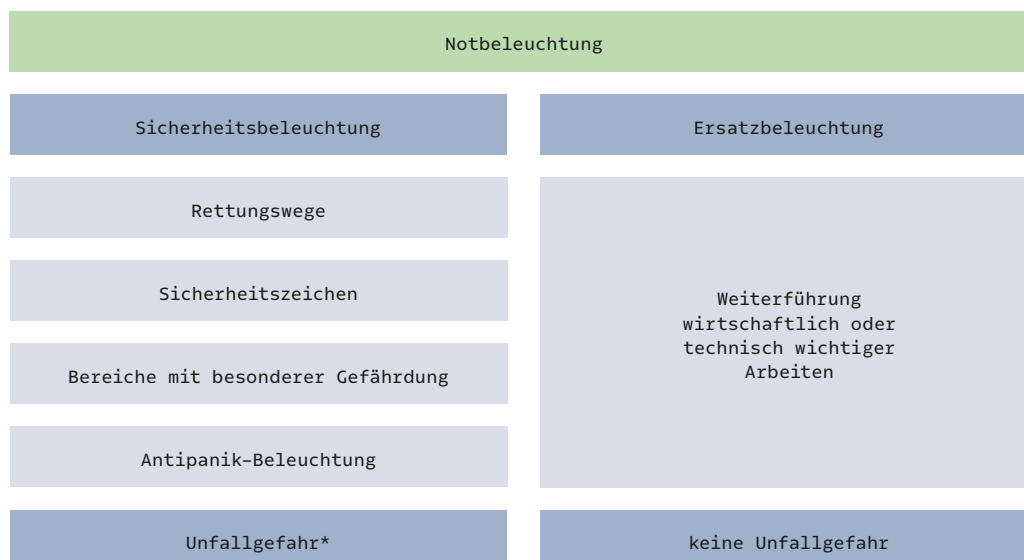 Notbeleuchtung
Sicherheitsbeleuchtung
Ersatzbeleuchtung
Rettungswege
Sicherheitszeichen
Bereiche mit besonderer Gefährdung
Antipanik-Beleuchtung
Weiterführung
wirtschaftlich oder
technisch wichtiger
Arbeiten
Unfallgefahr*
keine Unfallgefahr